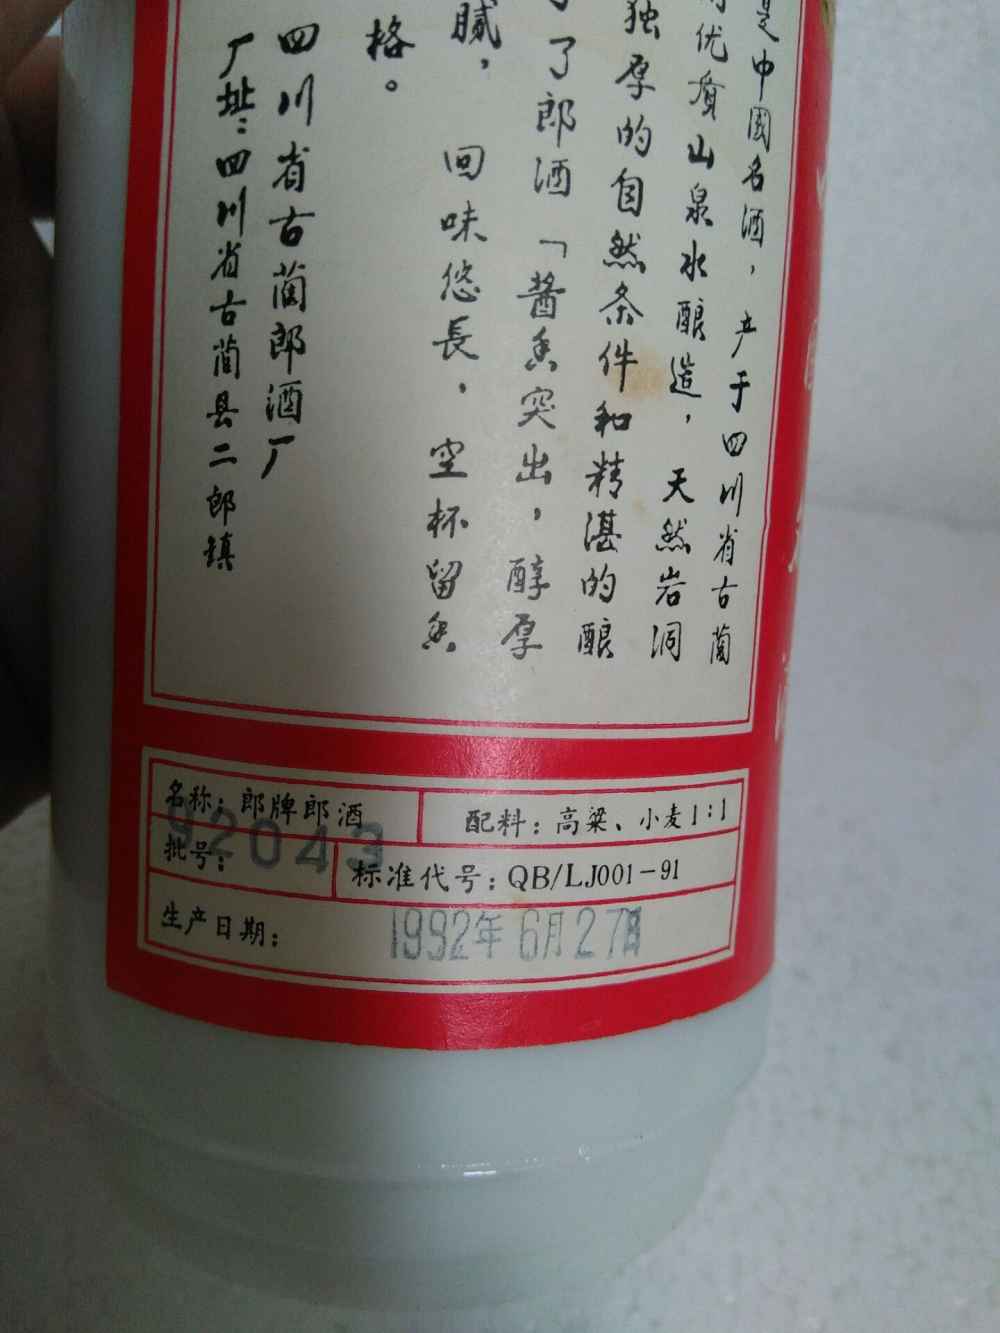 是中國名酒，产于四川省古蔺
优质山泉水酿造，天然岩洞
独厚的自然条件和精湛的酿
了郎酒「酱香突出，醇厚
腻，回味悠長，空杯留香
格。
四川省古蔺郎酒厂
厂址：四川省古蔺县二郎镇
名称：郎牌郎酒
配料：高粱、小麦1:1
批号：92043
标准代号：QB/LJ001-91
生产日期：1992年6月27日